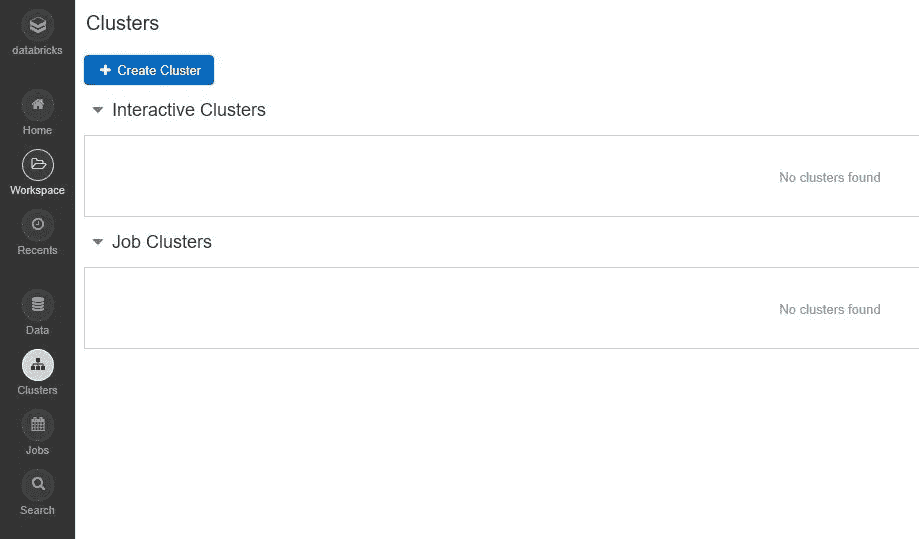 databricks
Home
Workspace
Recents
Data
Clusters
Jobs
Search
Clusters
Create Cluster
Interactive Clusters
No clusters found
Job Clusters
No clusters found